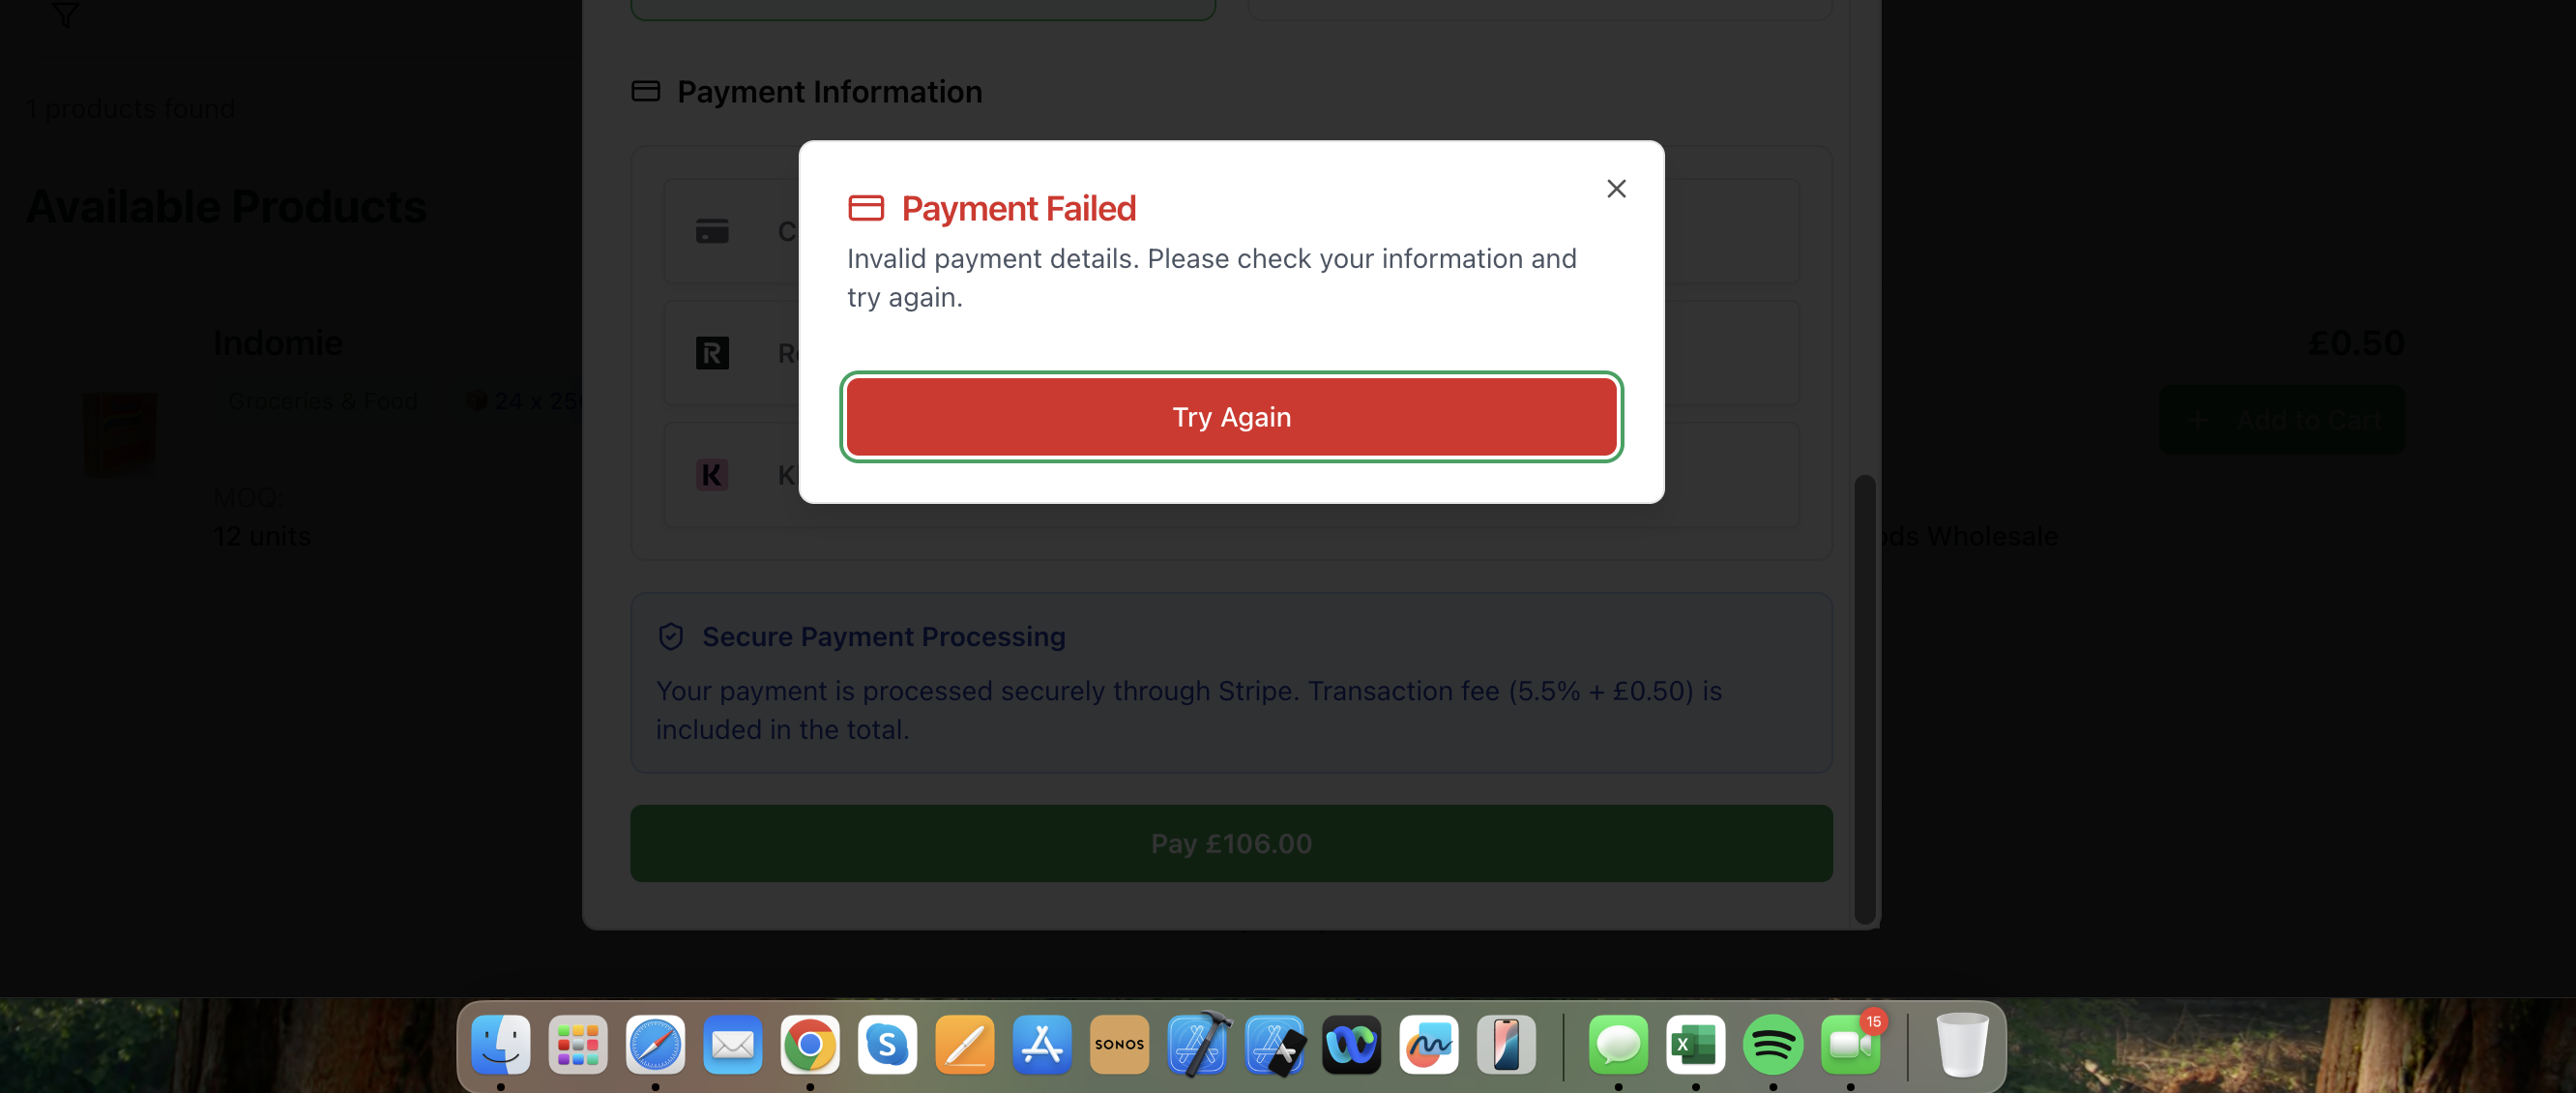 Payment Information
1 products found
Payment Failed
Available Products
Invalid payment details. Please check your information and
try again.
Indomie
£0.50
Groceries & Food
24 x 25
Try Again
Add to Cart
K
K
MOQ:
12 units
Wholesale
Secure Payment Processing
Your payment is processed securely through Stripe. Transaction fee (5.5% + £0.50) is
included in the total.
Pay £106.00
S
SONOS
X
15